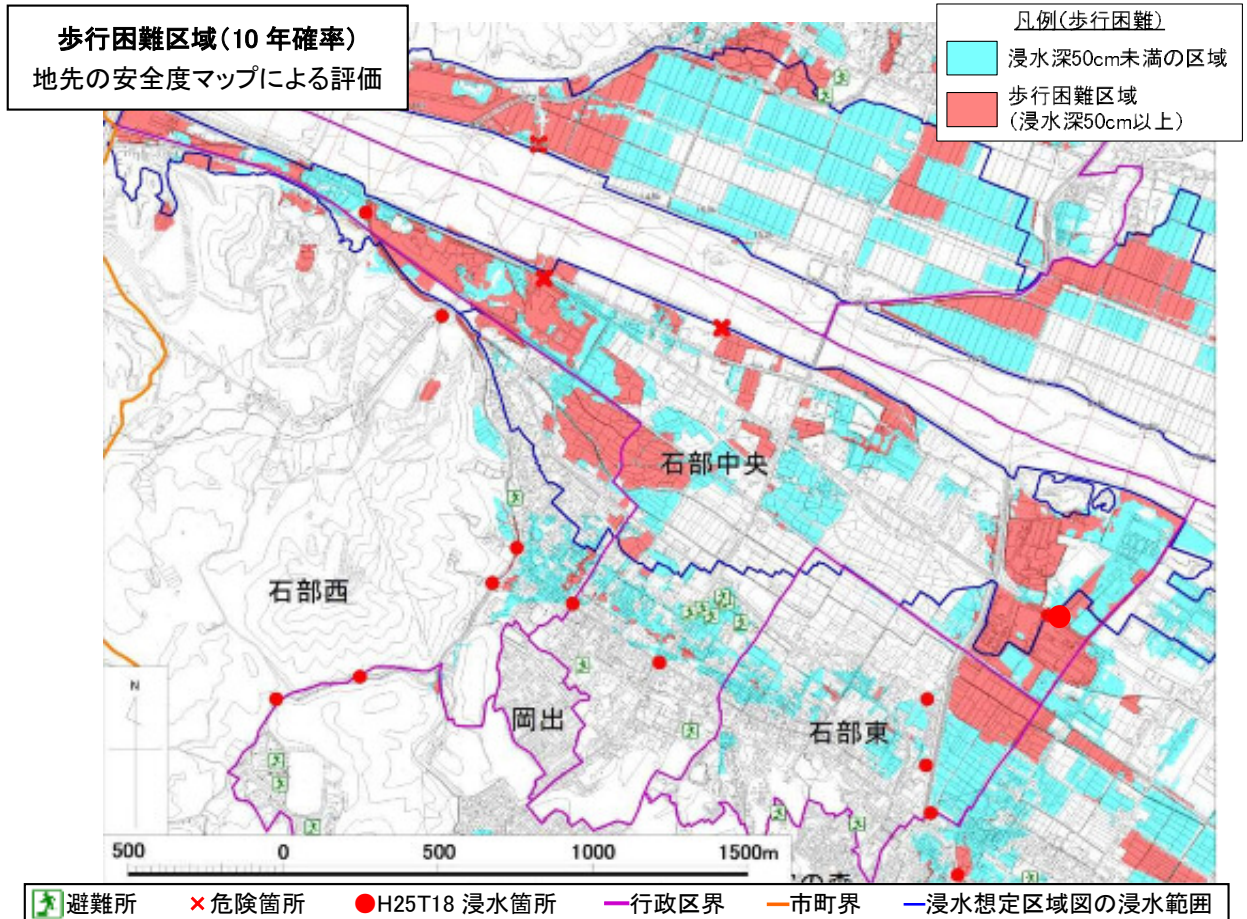 歩行困難区域(10年確率)
地先の安全度マップによる評価
凡例(歩行困難)
浸水深50cm未満の区域
歩行困難区域
(浸水深50cm以上)
石部中央
石部西
岡出
石部東
N
500 0 500 1000 1500m
避難所 危険箇所 H25T18 浸水箇所 行政区界 市町界 浸水想定区域図の浸水範囲